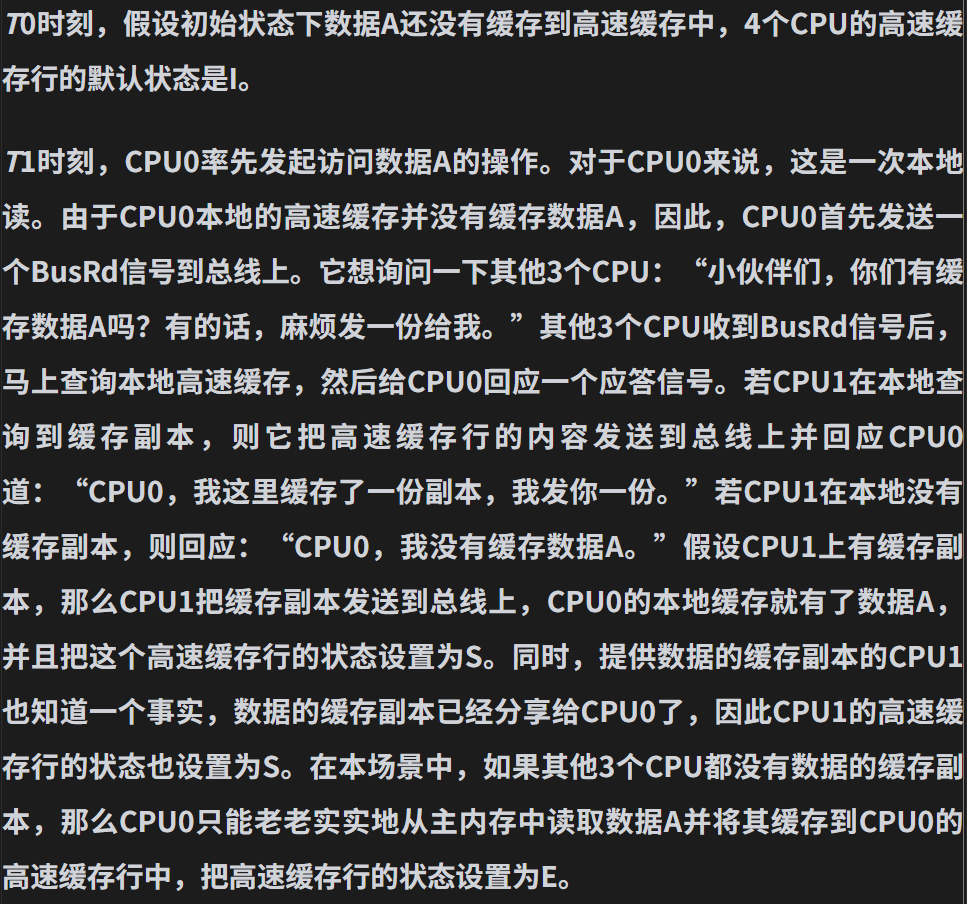 T0时刻，假设初始状态下数据A还没有缓存到高速缓存中，4个CPU的高速缓
存行的默认状态是I。
T1时刻，CPU0率先发起访问数据A的操作。对于CPU0来说，这是一次本地
读。由于CPU0本地的高速缓存并没有缓存数据A，因此，CPU0首先发送一
个BusRd信号到总线上。它想询问一下其他3个CPU：“小伙伴们，你们有缓
存数据A吗？有的话，麻烦发一份给我。”其他3个CPU收到BusRd信号后，
马上查询本地高速缓存，然后给CPU0回应一个应答信号。若CPU1在本地查
询到缓存副本，则它把高速缓存行的内容发送到总线上并回应CPU0
道：“CPU0，我这里缓存了一份副本，我发你一份。”若CPU1在本地没有
缓存副本，则回应：“CPU0，我没有缓存数据A。”假设CPU1上有缓存副
本，那么CPU1把缓存副本发送到总线上，CPU0的本地缓存就有了数据A，
并且把这个高速缓存行的状态设置为S。同时，提供数据的缓存副本的CPU1
也知道一个事实，数据的缓存副本已经分享给CPU0了，因此CPU1的高速缓
存行的状态也设置为S。在本场景中，如果其他3个CPU都没有数据的缓存副
本，那么CPU0只能老老实实地从主内存中读取数据A并将其缓存到CPU0的
高速缓存行中，把高速缓存行的状态设置为E。